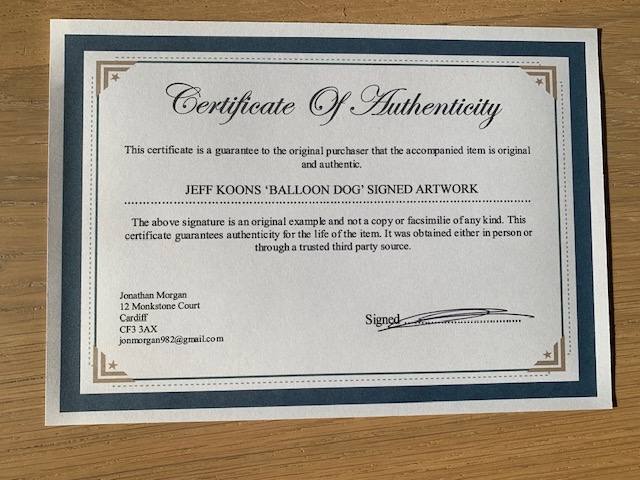 Certificate Of Authenticity
This certificate is a guarantee to the original purchaser that the accompanied item is original
and authentic.
JEFF KOONS ‘BALLOON DOG’ SIGNED ARTWORK
The above signature is an original example and not a copy or facsimilie of any kind. This
certificate guarantees authenticity for the life of the item. It was obtained either in person or
through a trusted third party source.
Jonathan Morgan
12 Monkstone Court
Cardiff
CF3 3AX
jonmorgan982@gmail.com
Signed